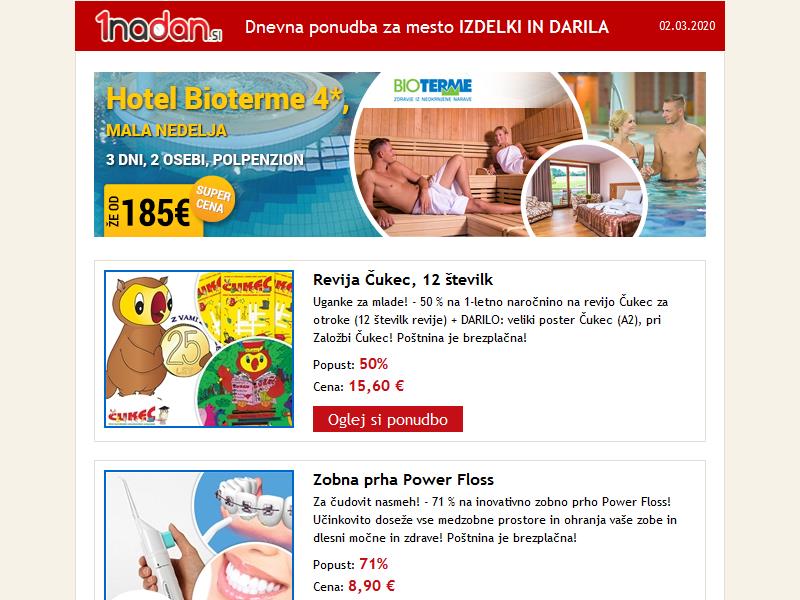 1nadan.SI
Dnevna ponudba za mesto IZDELKI IN DARILA
02.03.2020
Hotel Bioterme 4*,
MALA NEDELJA
3 DNI, 2 OSEBI, POLPENZION
ŽE OD 185€
SUPER
CENA
BIOTERME
ZDRAVJE IZ NEOKRNJENE NARAVE
Revija Čukec, 12 številk
Uganke za mlade! - 50 % na 1-letno naročnino na revijo Čukec za
otroke (12 številk revije) + DARILO: veliki poster Čukec (A2), pri
Založbi Čukec! Poštnina je brezplačna!
Popust: 50%
Cena: 15,60 €
Oglej si ponudbo
Z VAMI
25
LET
ČUKEC
ČUKEC
Zobna prha Power Floss
Za čudovit nasmeh! - 71 % na inovativno zobno prho Power Floss!
Učinkovito doseže vse medzobne prostore in ohranja vaše zobe in
dlesni močne in zdrave! Poštnina je brezplačna!
Popust: 71%
Cena: 8,90 €